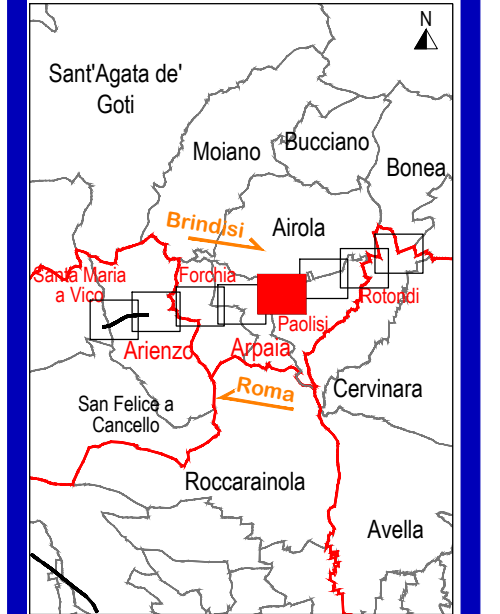 N
Sant'Agata de'
Goti
Bucciano
Moiano
Bonea
Brindisi
Airola
Santa Maria
a Vico
Forchia
Rotondi
Paolisi
Arienzo
Arpaia
Roma
Cervinara
San Felice a
Cancello
Roccarainola
Avella